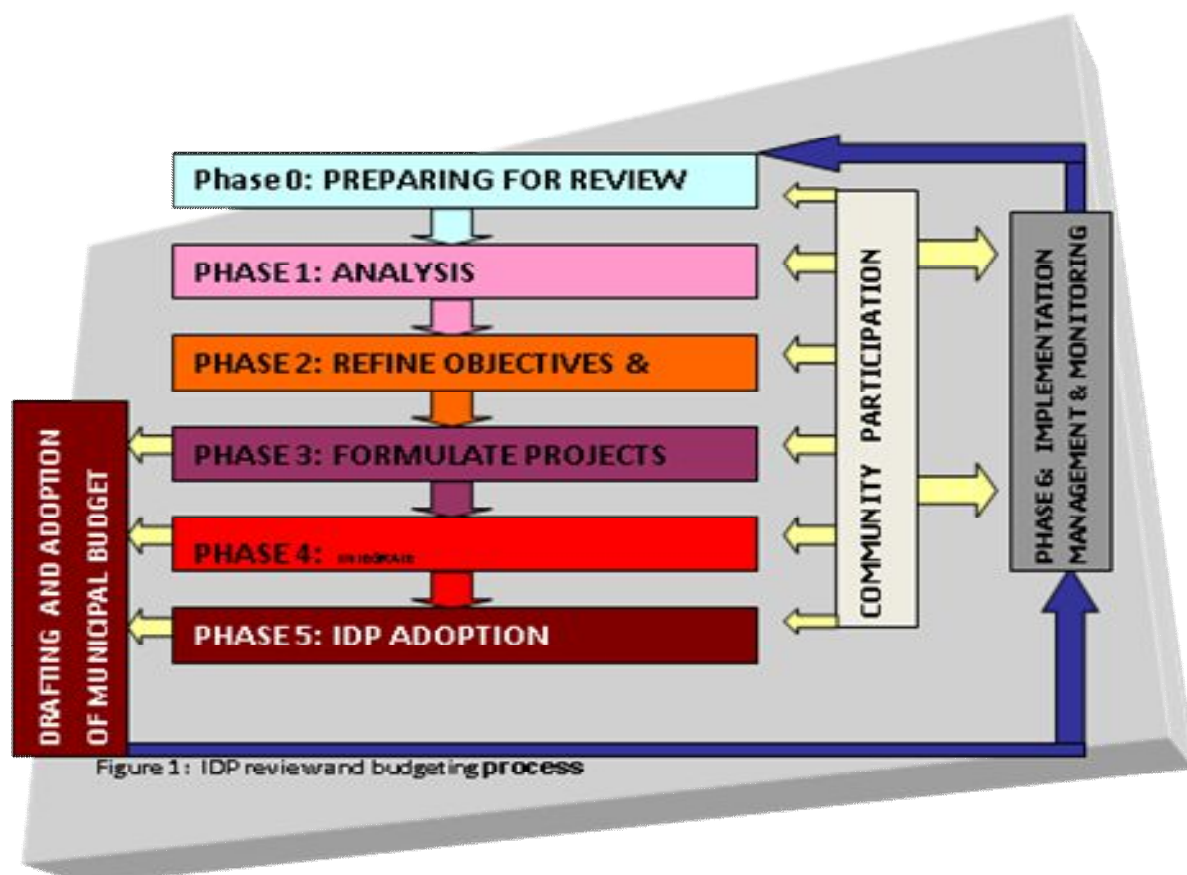 Phase 0: PREPARING FOR REVIEW
PHASE 1: ANALYSIS
PHASE 2: REFINE OBJECTIVES &
PHASE 3: FORMULATE PROJECTS
PHASE 4:
PHASE 5: IDP ADOPTION
DRAFTING AND ADOPTION
OF MUNICIPAL BUDGET
COMMUNITY PARTICIPATION
PHASE 6: IMPLEMENTATION
MANAGEMENT & MONITORING
Figure 1: IDP review and budgeting process